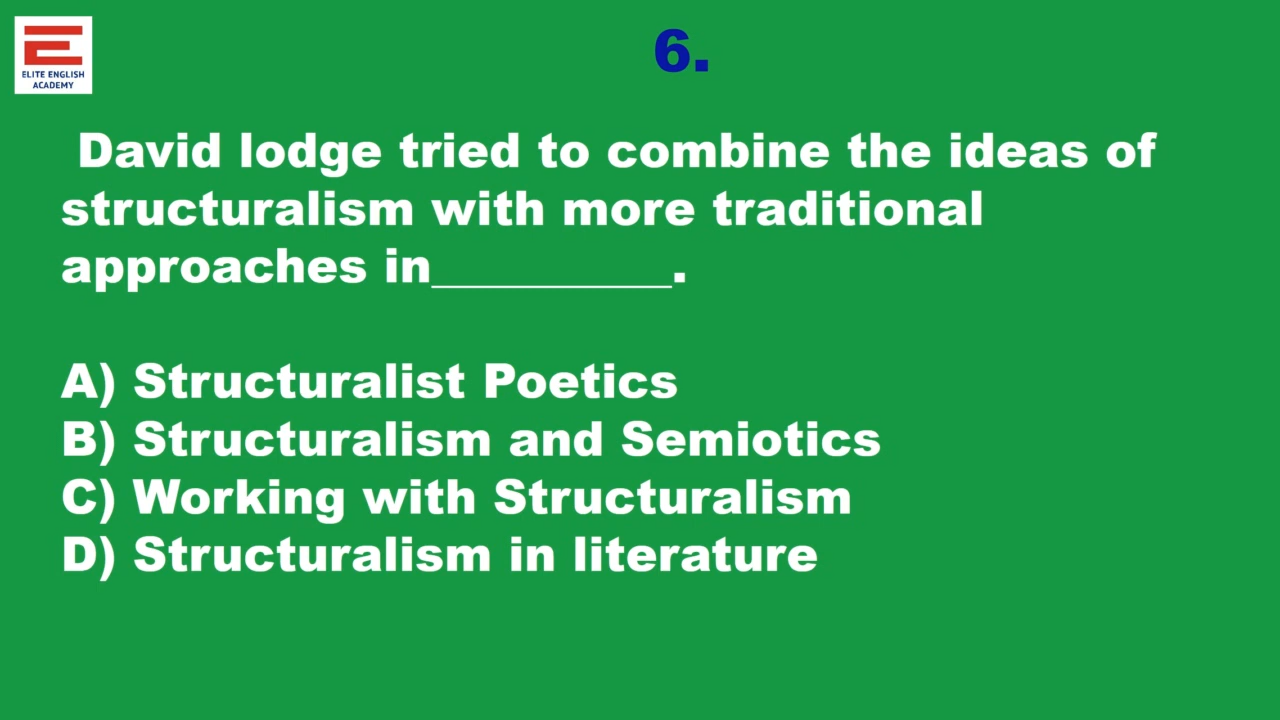 ELITE ENGLISH
ACADEMY
6.
David lodge tried to combine the ideas of
structuralism with more traditional
approaches in__________.
A) Structuralist Poetics
B) Structuralism and Semiotics
C) Working with Structuralism
D) Structuralism in literature